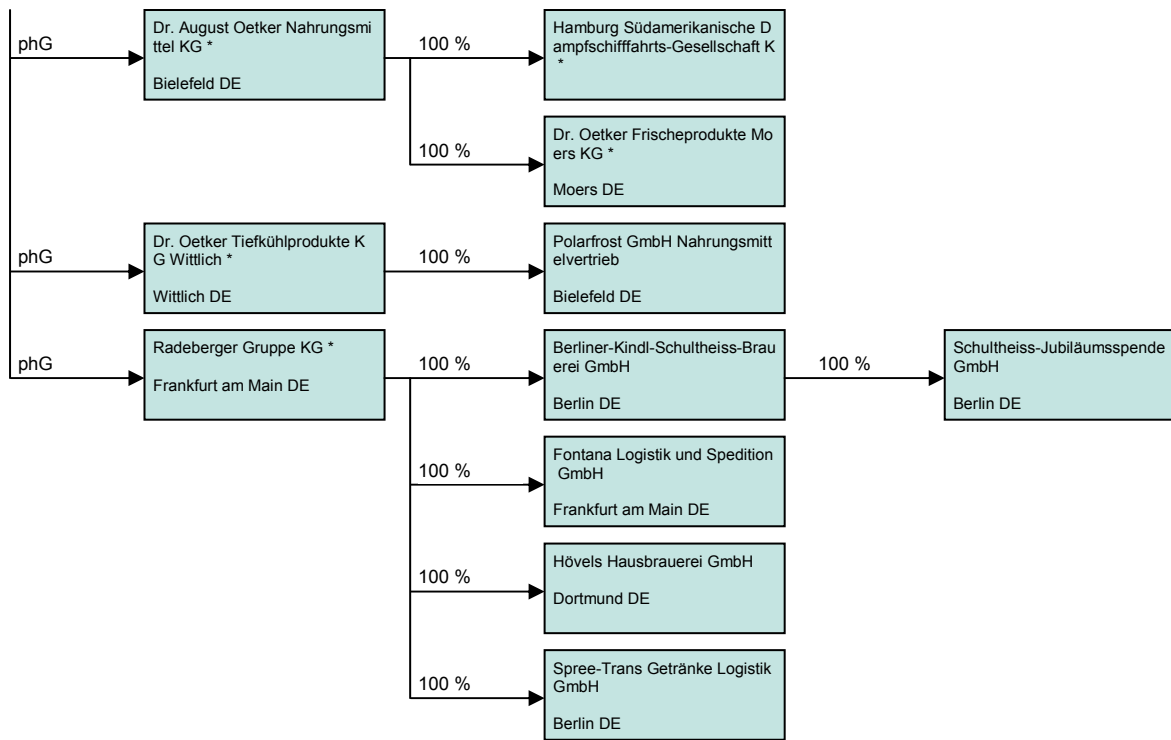 phG
Dr. August Oetker Nahrungsmi
ttel KG *
Bielefeld DE
100 %
Hamburg Südamerikanische D
ampfschifffahrts-Gesellschaft K
*
100 %
Dr. Oetker Frischeprodukte Mo
ers KG *
Moers DE
phG
Dr. Oetker Tiefkühlprodukte K
G Wittlich *
Wittlich DE
100 %
Polarfrost GmbH Nahrungsmitt
elvertrieb
Bielefeld DE
phG
Radeberger Gruppe KG *
Frankfurt am Main DE
100 %
Berliner-Kindl-Schultheiss-Brau
erei GmbH
Berlin DE
100 %
Schultheiss-Jubiläumsspende
GmbH
Berlin DE
100 %
Fontana Logistik und Spedition
GmbH
Frankfurt am Main DE
100 %
Hövels Hausbrauerei GmbH
Dortmund DE
100 %
Spree-Trans Getränke Logistik
GmbH
Berlin DE